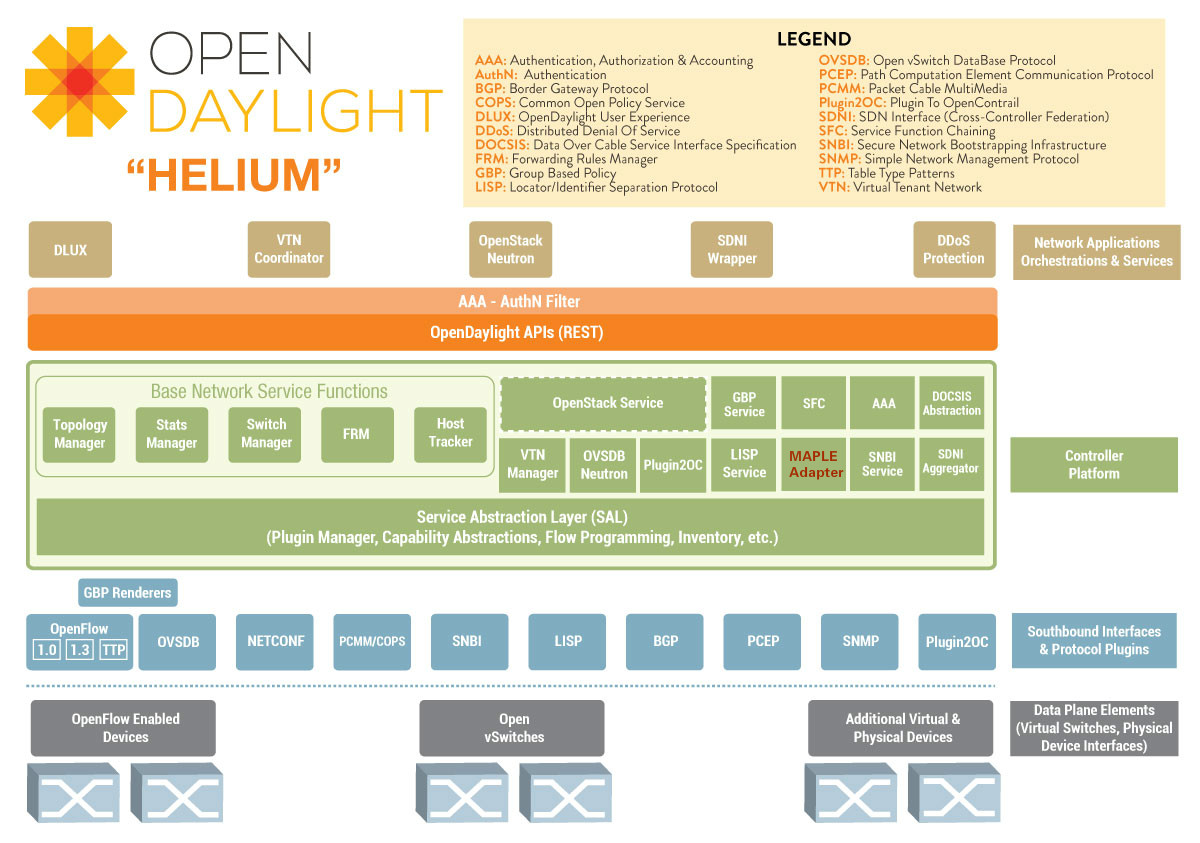 OPEN
DAYLIGHT
“HELIUM”
LEGEND
AAA: Authentication, Authorization & Accounting
AuthN: Authentication
BGP: Border Gateway Protocol
COPS: Common Open Policy Service
DLUX: OpenDaylight User Experience
DDoS: Distributed Denial Of Service
DOCSIS: Data Over Cable Service Interface Specification
FRM: Forwarding Rules Manager
GBP: Group Based Policy
LISP: Locator/Identifier Separation Protocol
OVSDB: Open vSwitch DataBase Protocol
PCEP: Path Computation Element Communication Protocol
PCMM: Packet Cable MultiMedia
Plugin2OC: Plugin To OpenContrail
SDNI: SDN Interface (Cross-Controller Federation)
SFC: Service Function Chaining
SNBI: Secure Network Bootstrapping Infrastructure
SNMP: Simple Network Management Protocol
TTP: Table Type Patterns
VTN: Virtual Tenant Network
DLUX
VTN
Coordinator
OpenStack
Neutron
SDNI
Wrapper
DDoS
Protection
Network Applications
Orchestrations & Services
AAA - AuthN Filter
OpenDaylight APIs (REST)
Base Network Service Functions
Topology
Manager
Stats
Manager
Switch
Manager
FRM
Host
Tracker
OpenStack Service
GBP
Service
SFC
AAA
DOCSIS
Abstraction
VTN
Manager
OVSDB
Neutron
Plugin2OC
LISP
Service
MAPLE
Adapter
SNBI
Service
SDNI
Aggregator
Controller
Platform
Service Abstraction Layer (SAL)
(Plugin Manager, Capability Abstractions, Flow Programming, Inventory, etc.)
GBP Renderers
OpenFlow
1.0 1.3 TTP
OVSDB
NETCONF
PCMM/COPS
SNBI
LISP
BGP
PCEP
SNMP
Plugin2OC
Southbound Interfaces
& Protocol Plugins
OpenFlow Enabled
Devices
Open
vSwitches
Additional Virtual &
Physical Devices
Data Plane Elements
(Virtual Switches, Physical
Device Interfaces)